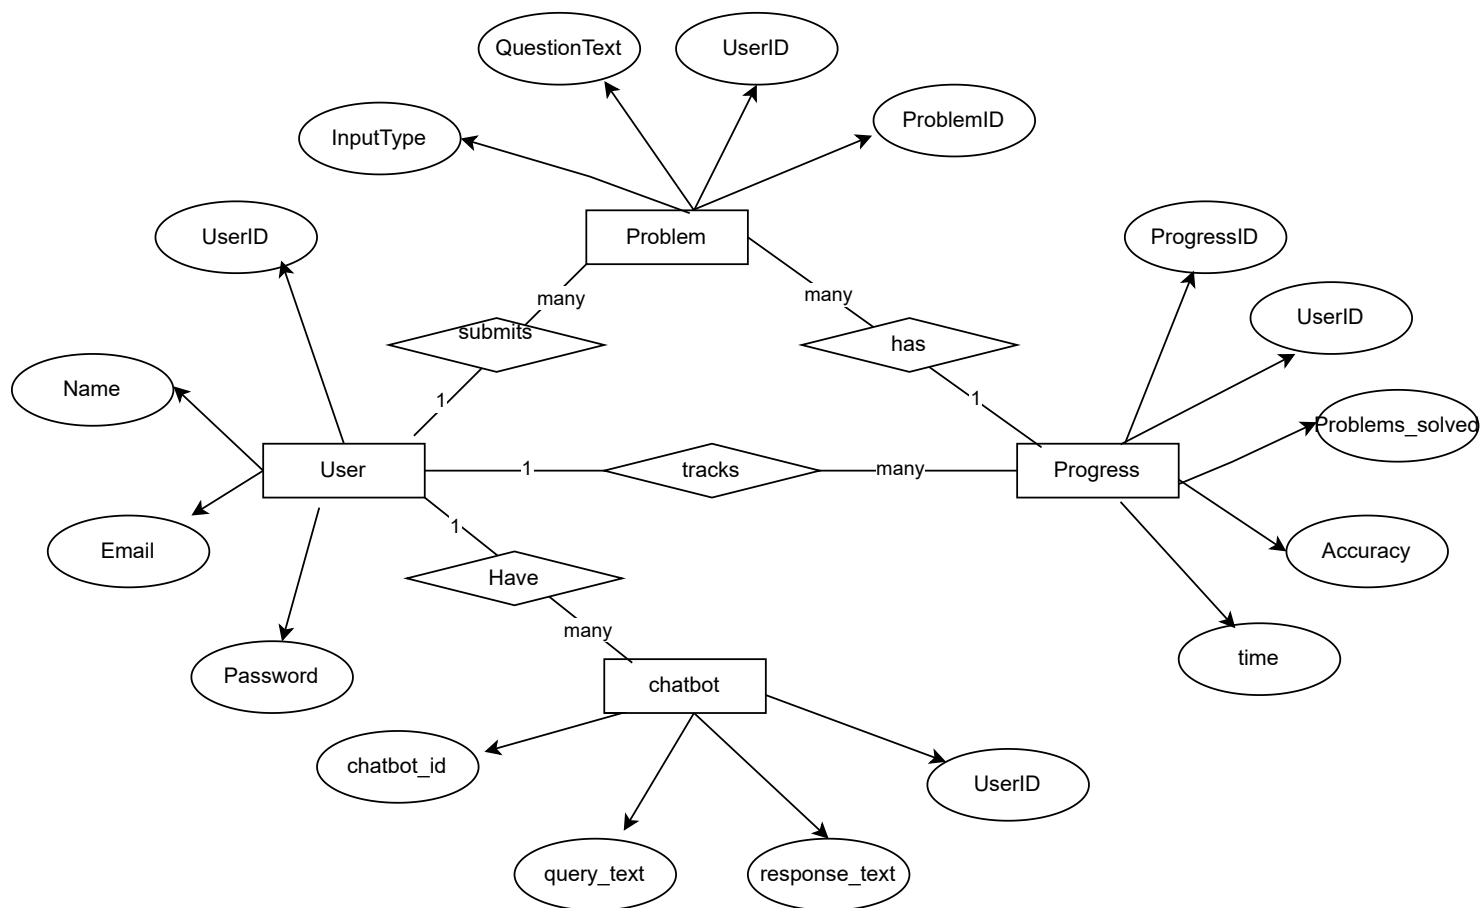 QuestionText
UserID
ProblemID
InputType
UserID
Problem
ProgressID
many
many
UserID
submits
has
Name
1
1
Problems_solved
User
1
tracks
many
Progress
1
Email
Accuracy
Have
many
time
Password
chatbot
chatbot_id
UserID
query_text
response_text